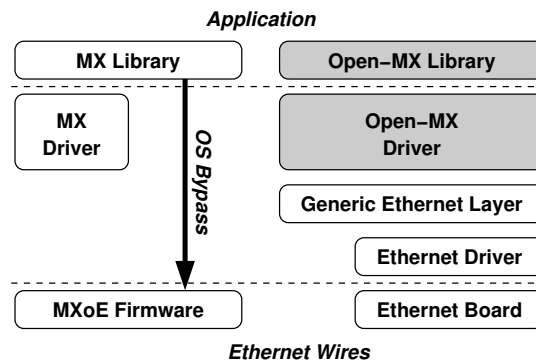 Application
MX Library
Open−MX Library
MX
Driver
OS Bypass
Open−MX
Driver
Generic Ethernet Layer
Ethernet Driver
MXoE Firmware
Ethernet Board
Ethernet Wires